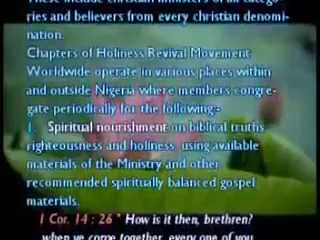 These include christian ministers of all catego-
ries and believers from every christian denomi-
nation.
Chapters of Holiness Revival Movement
Worldwide operate in various places within
and outside Nigeria where members congre-
gate periodically for the following:-
1. Spiritual nourishment on biblical truths,
righteousness and holiness, using available
materials of the Ministry and other
recommended spiritually balanced gospel
materials.
1 Cor. 14 : 26 " How is it then, brethren?
when ye come together, every one of you